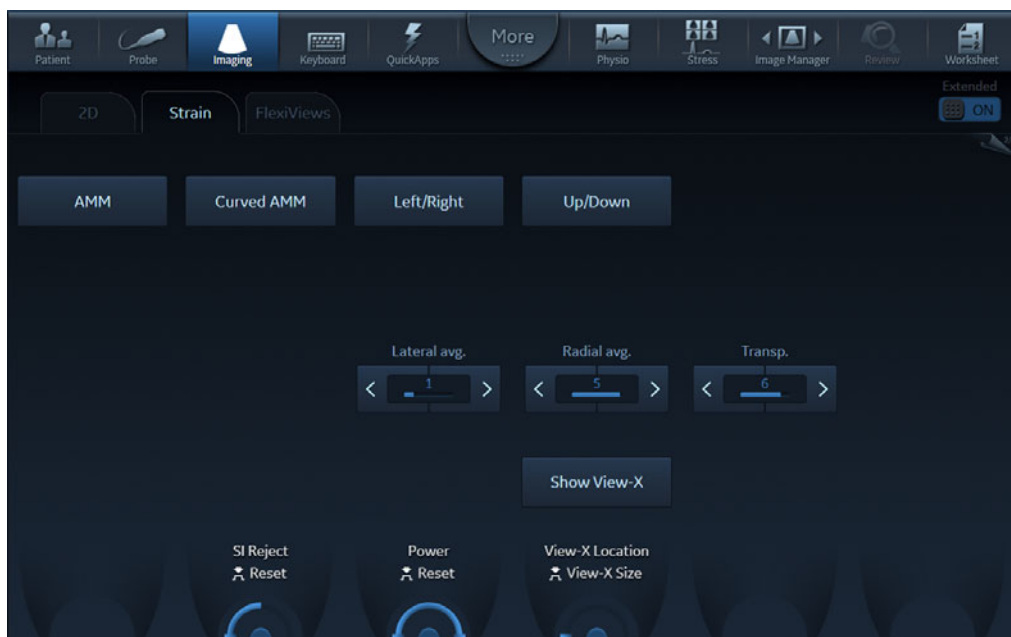 More
Patient
Probe
Imaging
Keyboard
QuickApps
Physio
Stress
Image Manager
Review
Worksheet
2D
Strain
FlexiViews
Extended
ON
AMM
Curved AMM
Left/Right
Up/Down
Lateral avg.
Radial avg.
Transp.
1
5
6
Show View-X
SI Reject
Reset
Power
Reset
View-X Location
View-X Size